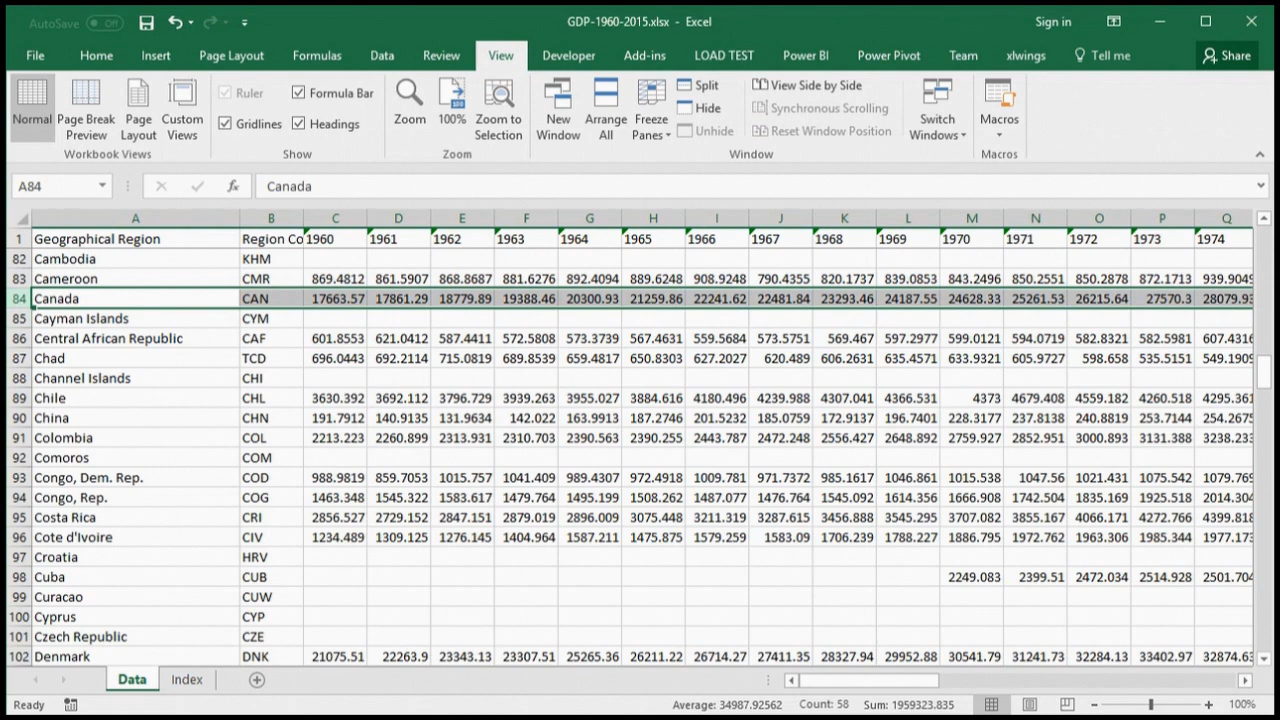 AutoSave Off GDP-1960-2015.xlsx - Excel Sign in
File Home Insert Page Layout Formulas Data Review View Developer Add-ins LOAD TEST Power BI Power Pivot Team xlwings Tell me Share
Normal Page Break Preview Page Layout Custom Views
Ruler Formula Bar
Gridlines Headings
Zoom 100% Zoom to Selection
New Window Arrange All Freeze Panes
Split
Hide
Unhide
View Side by Side
Synchronous Scrolling
Reset Window Position
Switch Windows
Macros
Workbook Views Show Zoom Window Macros
A84 fx Canada
A B C D E F G H I J K L M N O P Q
1 Geographical Region Region Co 1960 1961 1962 1963 1964 1965 1966 1967 1968 1969 1970 1971 1972 1973 1974
82 Cambodia KHM
83 Cameroon CMR 869.4812 861.5907 868.8687 881.6276 892.4094 889.6248 908.9248 790.4355 820.1737 839.0853 843.2496 850.2551 850.2878 872.1713 939.9049
84 Canada CAN 17663.57 17861.29 18779.89 19388.46 20300.93 21259.86 22241.62 22481.84 23293.46 24187.55 24628.33 25261.53 26215.64 27570.3 28079.93
85 Cayman Islands CYM
86 Central African Republic CAF 601.8553 621.0412 587.4411 572.5808 573.3739 567.4631 559.5684 573.5751 569.467 597.2977 599.0121 594.0719 582.8321 582.5981 607.4316
87 Chad TCD 696.0443 692.2114 715.0819 689.8539 659.4817 650.8303 627.2027 620.489 606.2631 635.4571 633.9321 605.9727 598.658 535.5151 549.1909
88 Channel Islands CHI
89 Chile CHL 3630.392 3692.112 3796.729 3939.263 3955.027 3884.616 4180.496 4239.988 4307.041 4366.531 4373 4679.408 4559.182 4260.518 4295.361
90 China CHN 191.7912 140.9135 131.9634 142.022 163.9913 187.2746 201.5232 185.0759 172.9137 196.7401 228.3177 237.8138 240.8819 253.7144 254.2675
91 Colombia COL 2213.223 2260.899 2313.931 2310.703 2390.563 2390.255 2443.787 2472.248 2556.427 2648.892 2759.927 2852.951 3000.893 3131.388 3238.233
92 Comoros COM
93 Congo, Dem. Rep. COD 988.9819 859.7053 1015.757 1041.409 989.4307 972.4918 1009.781 971.7372 985.1617 1046.861 1015.538 1047.56 1021.431 1075.542 1079.769
94 Congo, Rep. COG 1463.348 1545.322 1583.617 1479.764 1495.199 1508.262 1487.077 1476.764 1545.092 1614.356 1666.908 1742.504 1835.169 1925.518 2014.304
95 Costa Rica CRI 2856.527 2729.152 2847.151 2879.019 2896.009 3075.448 3211.319 3287.615 3456.888 3545.295 3707.082 3855.167 4066.171 4272.766 4399.818
96 Cote d'Ivoire CIV 1234.489 1309.125 1276.145 1404.964 1587.211 1475.875 1579.259 1583.09 1706.239 1788.227 1886.795 1972.762 1963.306 1985.344 1977.173
97 Croatia HRV
98 Cuba CUB 2249.083 2399.51 2472.034 2514.928 2501.704
99 Curacao CUW
100 Cyprus CYP
101 Czech Republic CZE
102 Denmark DNK 21075.51 22263.9 23343.13 23307.51 25265.36 26211.22 26714.27 27411.35 28327.94 29952.88 30541.79 31241.73 32284.13 33402.97 32874.63
Data Index
Ready Average: 34987.92562 Count: 58 Sum: 1959323.835 100%